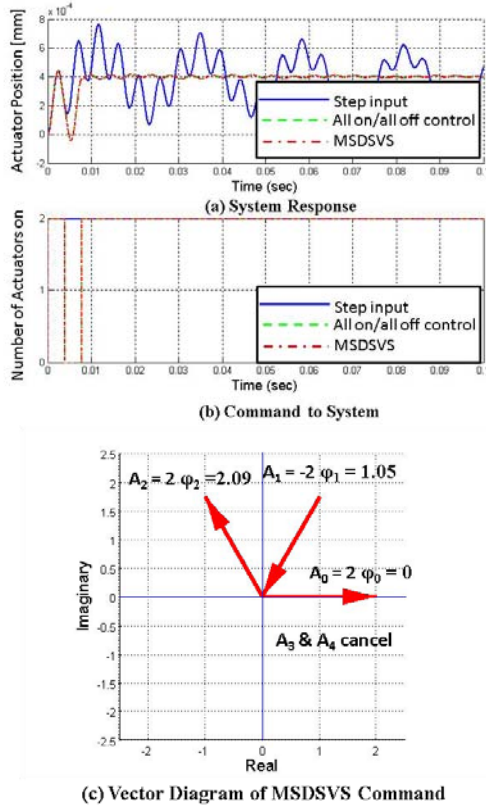 × 10⁻⁴
Actuator Position [mm]
8
6
4
2
0
-2
0 0.01 0.02 0.03 0.04 0.05 0.06 0.07 0.08 0.09 0.1
Step input
All on/all off control
MSDSVS
Time (sec)
(a) System Response
Number of Actuators on
2
1
0
0 0.01 0.02 0.03 0.04 0.05 0.06 0.07 0.08 0.09 0.1
Step input
All on/all off control
MSDSVS
Time (sec)
(b) Command to System
Imaginary
2.5
2
1.5
1
0.5
0
-0.5
-1
-1.5
-2
-2.5
A₂ = 2 φ₂ =2.09
A₁ = -2 φ₁ = 1.05
A₀ = 2 φ₀ = 0
A₃ & A₄ cancel
-2 -1 0 1 2
Real
(c) Vector Diagram of MSDSVS Command